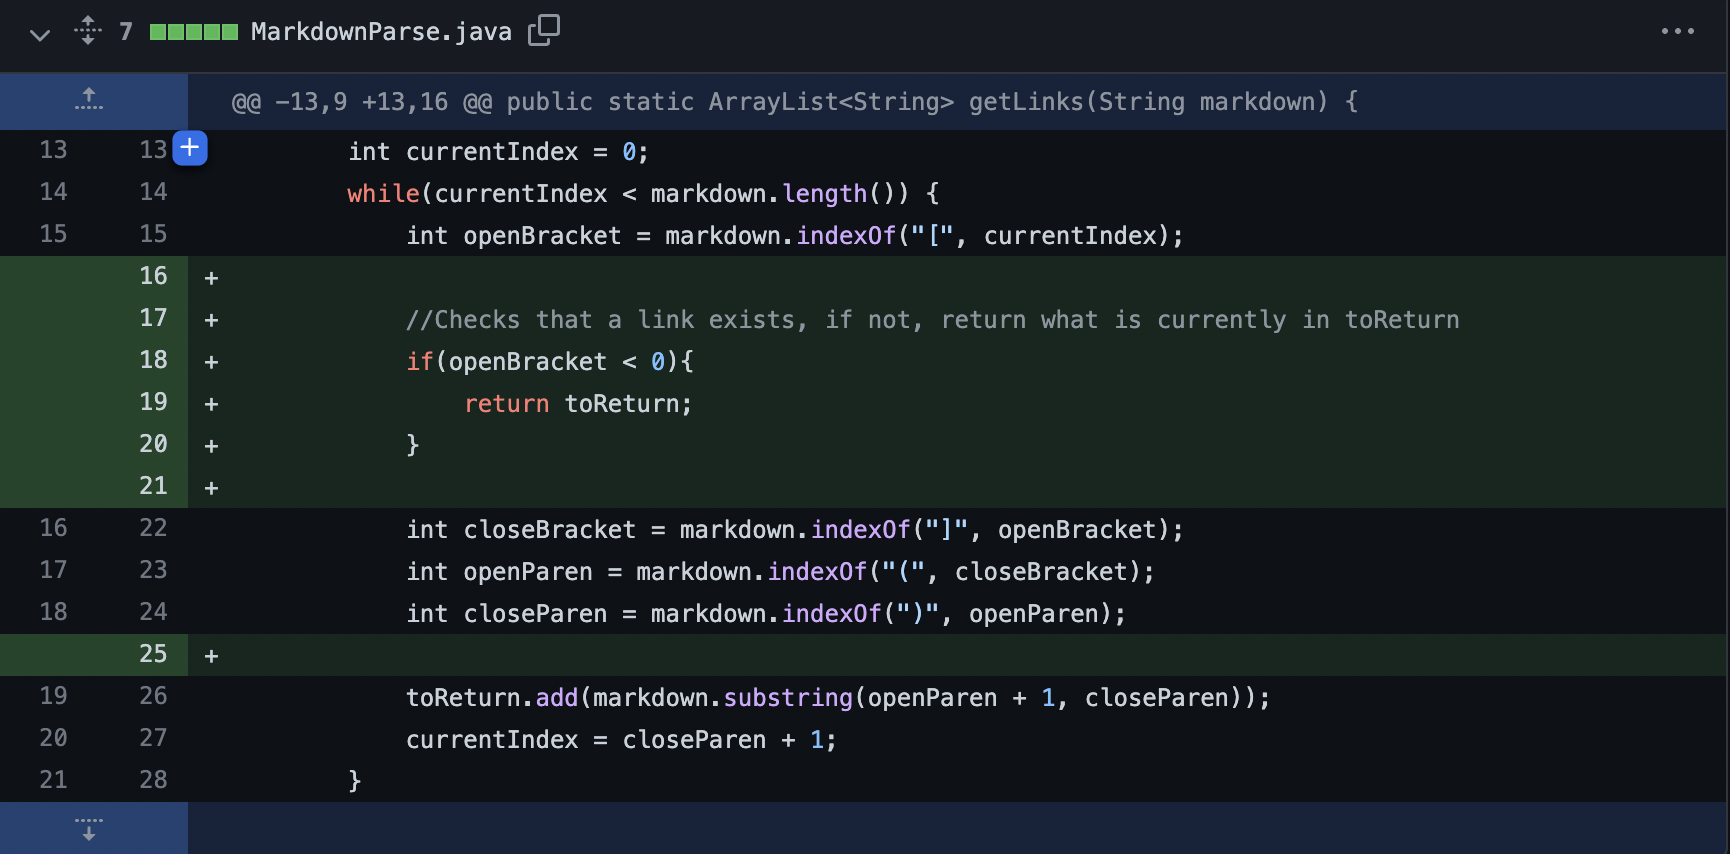 7 MarkdownParse.java
@@ -13,9 +13,16 @@ public static ArrayList<String> getLinks(String markdown) {
13 13 + int currentIndex = 0;
14 14 while(currentIndex < markdown.length()) {
15 15 int openBracket = markdown.indexOf("[", currentIndex);
16 +
17 + //Checks that a link exists, if not, return what is currently in toReturn
18 + if(openBracket < 0){
19 + return toReturn;
20 + }
21 +
16 22 int closeBracket = markdown.indexOf("]", openBracket);
17 23 int openParen = markdown.indexOf("(", closeBracket);
18 24 int closeParen = markdown.indexOf(")", openParen);
25 +
19 26 toReturn.add(markdown.substring(openParen + 1, closeParen));
20 27 currentIndex = closeParen + 1;
21 28 }